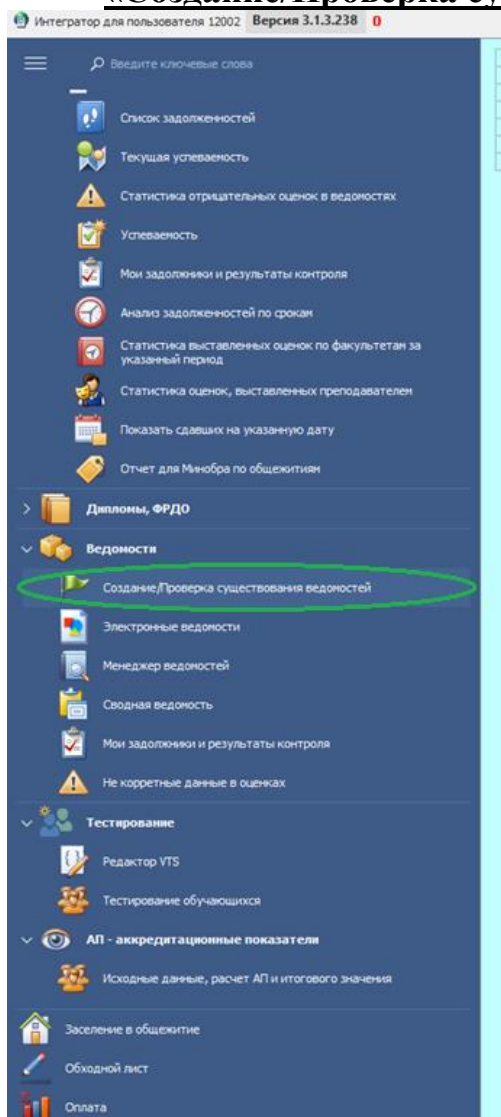 «Создание/Проверка су
Интегратор для пользователя 12002 Версия 3.1.3.238 0
Введите ключевые слова
Список задолженностей
Текущая успеваемость
Статистика отрицательных оценок в ведомостях
Успеваемость
Мои задолжники и результаты контроля
Анализ задолженностей по срокам
Статистика выставленных оценок по факультетам за
указанный период
Статистика оценок, выставленных преподавателем
Показать сдавших на указанную дату
Отчет для Минобра по общежитиям
Дипломы, ФРДО
Ведомости
Создание/Проверка существования ведомостей
Электронные ведомости
Менеджер ведомостей
Сводная ведомость
Мои задолжники и результаты контроля
Не корретные данные в оценках
Тестирование
Редактор VTS
Тестирование обучающихся
АП - аккредитационные показатели
Исходные данные, расчет АП и итогового значения
Заселение в общежитие
Обходной лист
Оплата